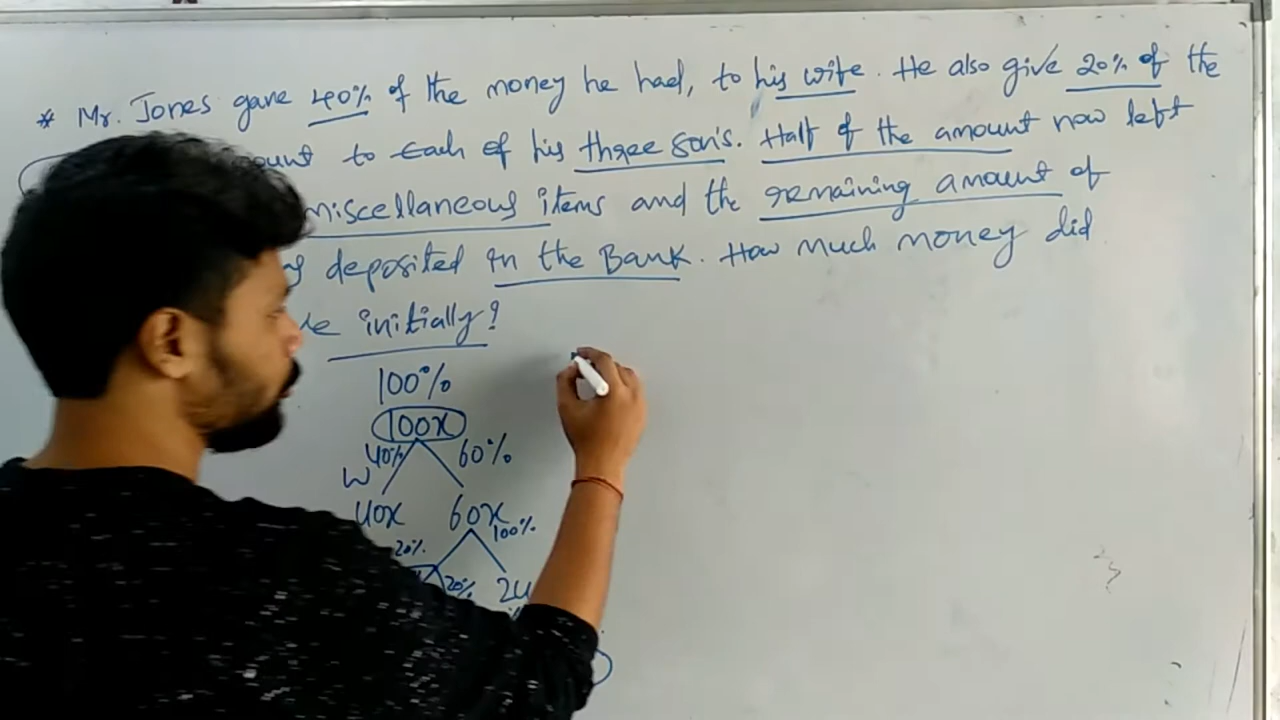 * Mr. Jones gave 40% of the money he had, to his wife. He also give 20% of the
to each of his three son's. Half of the amount now left
miscellaneous items and the remaining amount of
deposited in the Bank. How much money did
initially?
100%
100x
40% 60%
W
40x 60x
20% 100%
20% 24